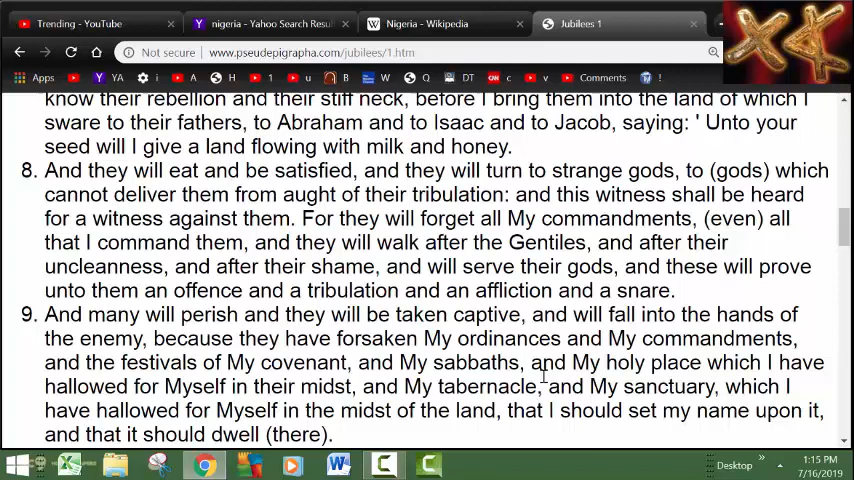 Trending - YouTube
nigeria - Yahoo Search Resul
Nigeria - Wikipedia
Jubilees 1
Not secure
www.pseudepigrapha.com/jubilees/1.htm
XK
Apps
YA
i
A
H
1
u
B
W
Q
DT
CNN
c
v
Comments
!
know their rebellion and their stiff neck, before I bring them into the land of which I
sware to their fathers, to Abraham and to Isaac and to Jacob, saying: ' Unto your
seed will I give a land flowing with milk and honey.
8. And they will eat and be satisfied, and they will turn to strange gods, to (gods) which
cannot deliver them from aught of their tribulation: and this witness shall be heard
for a witness against them. For they will forget all My commandments, (even) all
that I command them, and they will walk after the Gentiles, and after their
uncleanness, and after their shame, and will serve their gods, and these will prove
unto them an offence and a tribulation and an affliction and a snare.
9. And many will perish and they will be taken captive, and will fall into the hands of
the enemy, because they have forsaken My ordinances and My commandments,
and the festivals of My covenant, and My sabbaths, and My holy place which I have
hallowed for Myself in their midst, and My tabernacle, and My sanctuary, which I
have hallowed for Myself in the midst of the land, that I should set my name upon it,
and that it should dwell (there).
Desktop
1:15 PM
7/16/2019